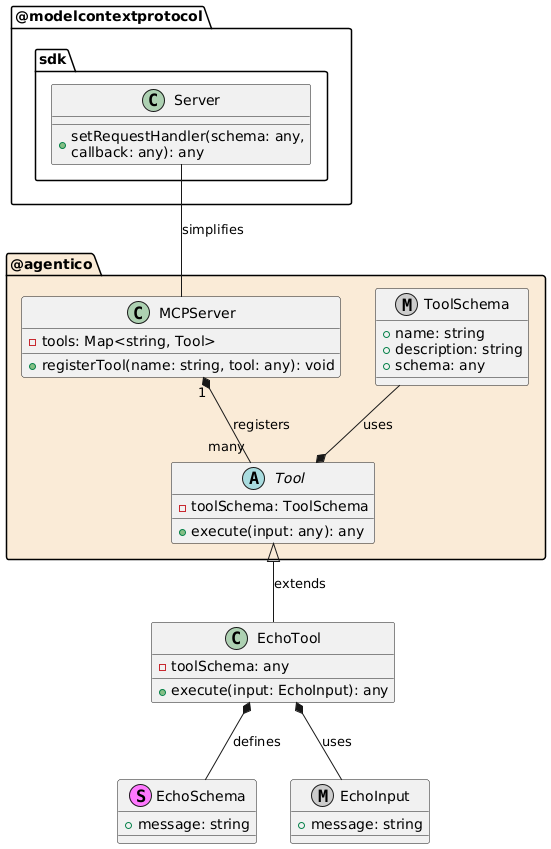 @modelcontextprotocol
sdk
C Server
setRequestHandler(schema: any,
callback: any): any
simplifies
@agentico
C MCPServer
tools: Map<string, Tool>
registerTool(name: string, tool: any): void
M ToolSchema
name: string
description: string
schema: any
1
registers
many
uses
A Tool
toolSchema: ToolSchema
execute(input: any): any
extends
C EchoTool
toolSchema: any
execute(input: EchoInput): any
defines
uses
S EchoSchema
message: string
M EchoInput
message: string